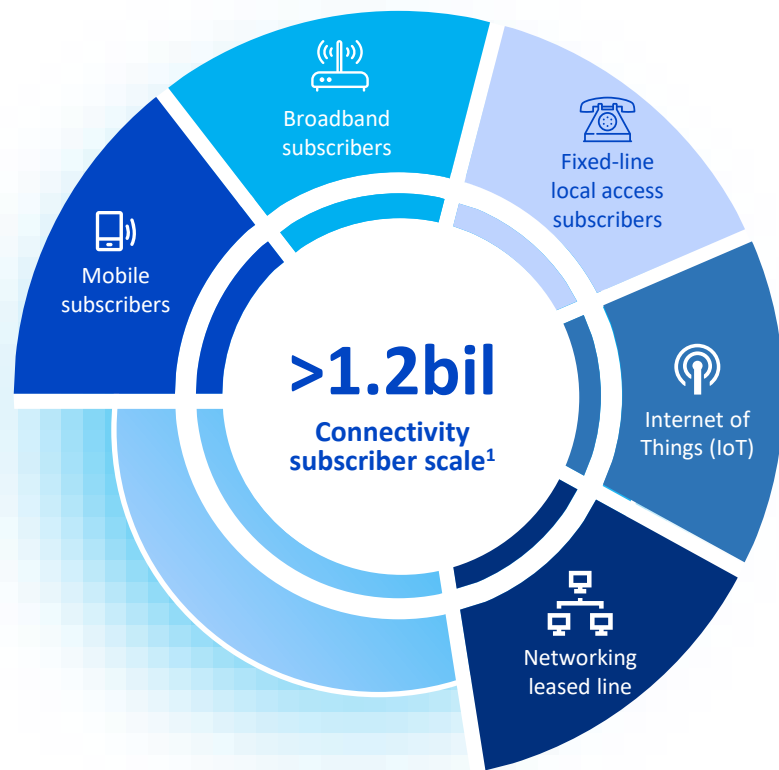 Broadband
subscribers
Fixed-line
local access
subscribers
Mobile
subscribers
>1.2bil
Connectivity
subscriber scale¹
Internet of
Things (IoT)
Networking
leased line